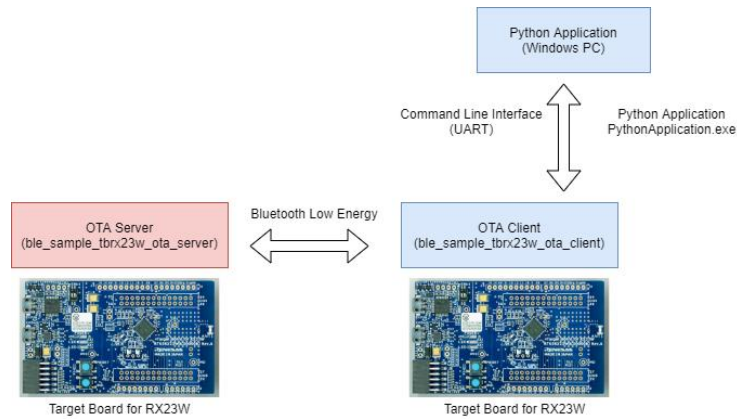 Python Application
(Windows PC)
Command Line Interface
(UART)
Python Application
PythonApplication.exe
OTA Server
(ble_sample_tbrx23w_ota_server)
Bluetooth Low Energy
OTA Client
(ble_sample_tbrx23w_ota_client)
Target Board for RX23W
Target Board for RX23W